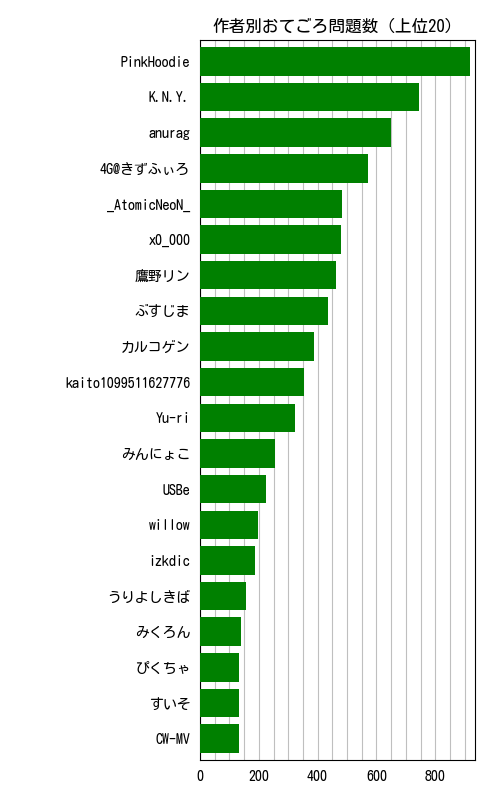 作者別おてごろ問題数（上位20）
PinkHoodie
K.N.Y.
anurag
4G@きずふぃろ
_AtomicNeoN_
x0_000
鷹野リン
ぶすじま
カルコゲン
kaito1099511627776
Yu-ri
みんにょこ
USBe
willow
izkdic
うりよしきば
みくろん
ぴくちゃ
すいそ
CW-MV
0 200 400 600 800